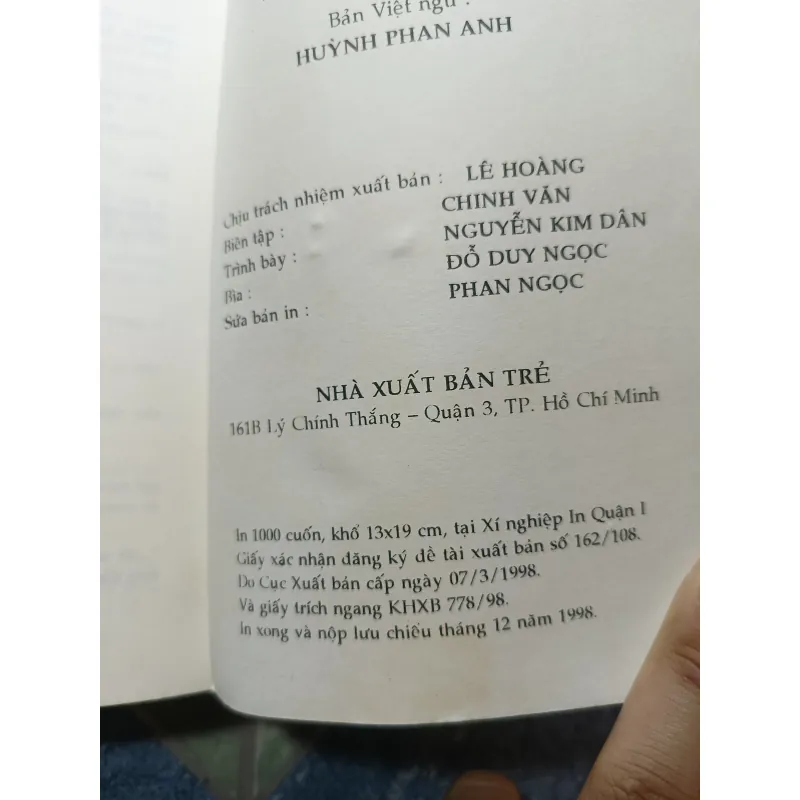 Bản Việt ngữ :
HUỲNH PHAN ANH
Chịu trách nhiệm xuất bản : LÊ HOÀNG
Biên tập : CHINH VĂN
Trình bày : NGUYỄN KIM DÂN
Bìa : ĐỖ DUY NGỌC
Sửa bản in : PHAN NGỌC
NHÀ XUẤT BẢN TRẺ
161B Lý Chính Thắng – Quận 3, TP. Hồ Chí Minh
In 1000 cuốn, khổ 13x19 cm, tại Xí nghiệp In Quận I
Giấy xác nhận đăng ký đề tài xuất bản số 162/108.
Do Cục Xuất bản cấp ngày 07/3/1998.
Và giấy trích ngang KHXB 778/98.
In xong và nộp lưu chiểu tháng 12 năm 1998.